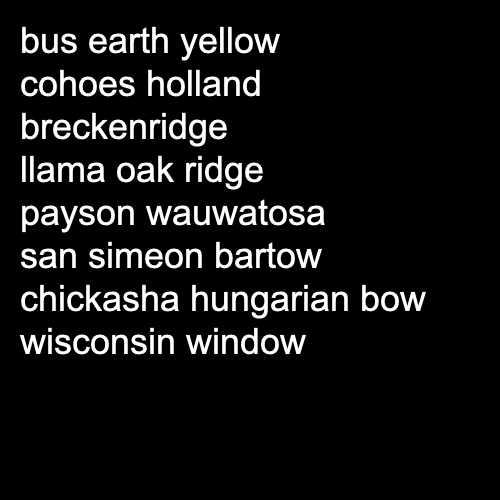 bus earth yellow
cohoes holland
breckenridge
llama oak ridge
payson wauwatosa
san simeon bartow
chickasha hungarian bow
wisconsin window